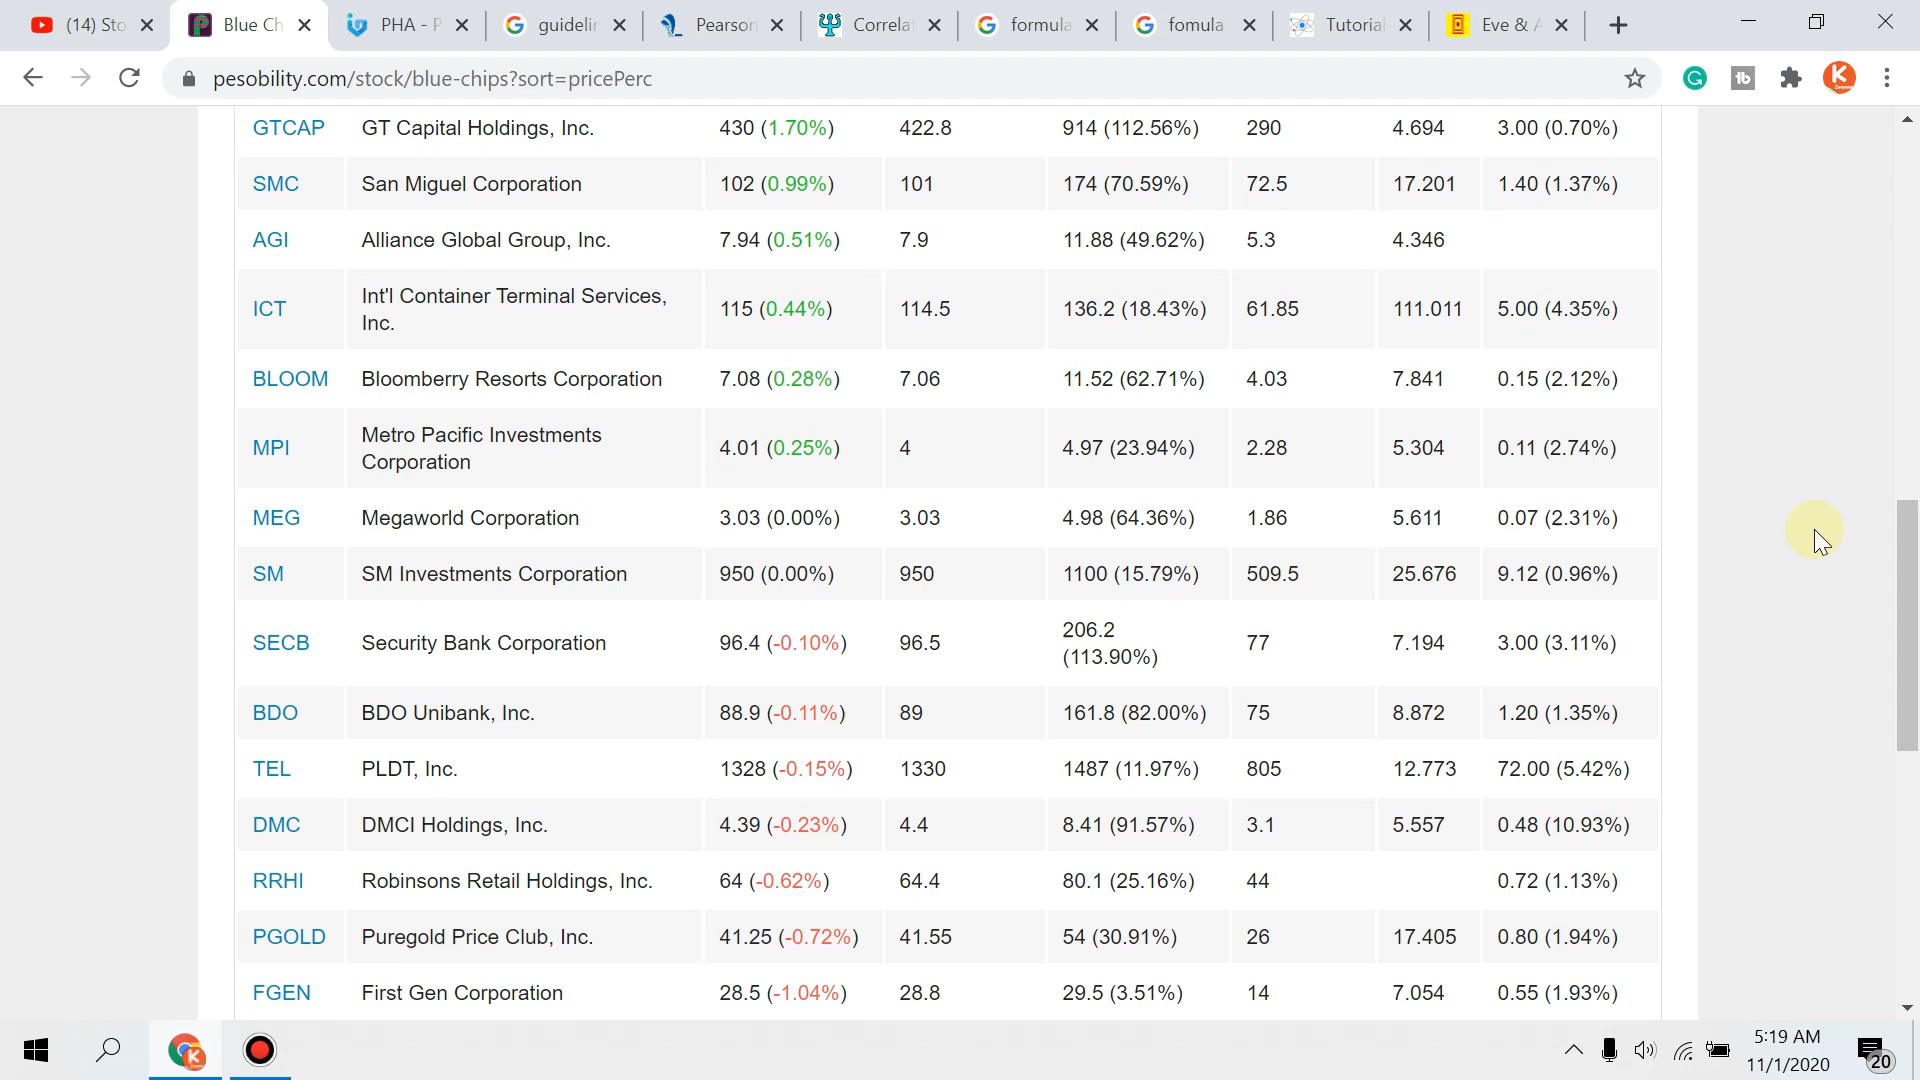 (14) Sto
Blue Ch
PHA - P
guidelin
Pearson
Correlat
formula
fomula
Tutorial
Eve & A
pesobility.com/stock/blue-chips?sort=pricePerc
GTCAP GT Capital Holdings, Inc. 430 (1.70%) 422.8 914 (112.56%) 290 4.694 3.00 (0.70%)
SMC San Miguel Corporation 102 (0.99%) 101 174 (70.59%) 72.5 17.201 1.40 (1.37%)
AGI Alliance Global Group, Inc. 7.94 (0.51%) 7.9 11.88 (49.62%) 5.3 4.346
ICT Int'l Container Terminal Services, Inc. 115 (0.44%) 114.5 136.2 (18.43%) 61.85 111.011 5.00 (4.35%)
BLOOM Bloomberry Resorts Corporation 7.08 (0.28%) 7.06 11.52 (62.71%) 4.03 7.841 0.15 (2.12%)
MPI Metro Pacific Investments Corporation 4.01 (0.25%) 4 4.97 (23.94%) 2.28 5.304 0.11 (2.74%)
MEG Megaworld Corporation 3.03 (0.00%) 3.03 4.98 (64.36%) 1.86 5.611 0.07 (2.31%)
SM SM Investments Corporation 950 (0.00%) 950 1100 (15.79%) 509.5 25.676 9.12 (0.96%)
SECB Security Bank Corporation 96.4 (-0.10%) 96.5 206.2 (113.90%) 77 7.194 3.00 (3.11%)
BDO BDO Unibank, Inc. 88.9 (-0.11%) 89 161.8 (82.00%) 75 8.872 1.20 (1.35%)
TEL PLDT, Inc. 1328 (-0.15%) 1330 1487 (11.97%) 805 12.773 72.00 (5.42%)
DMC DMCI Holdings, Inc. 4.39 (-0.23%) 4.4 8.41 (91.57%) 3.1 5.557 0.48 (10.93%)
RRHI Robinsons Retail Holdings, Inc. 64 (-0.62%) 64.4 80.1 (25.16%) 44 0.72 (1.13%)
PGOLD Puregold Price Club, Inc. 41.25 (-0.72%) 41.55 54 (30.91%) 26 17.405 0.80 (1.94%)
FGEN First Gen Corporation 28.5 (-1.04%) 28.8 29.5 (3.51%) 14 7.054 0.55 (1.93%)
5:19 AM
11/1/2020
20